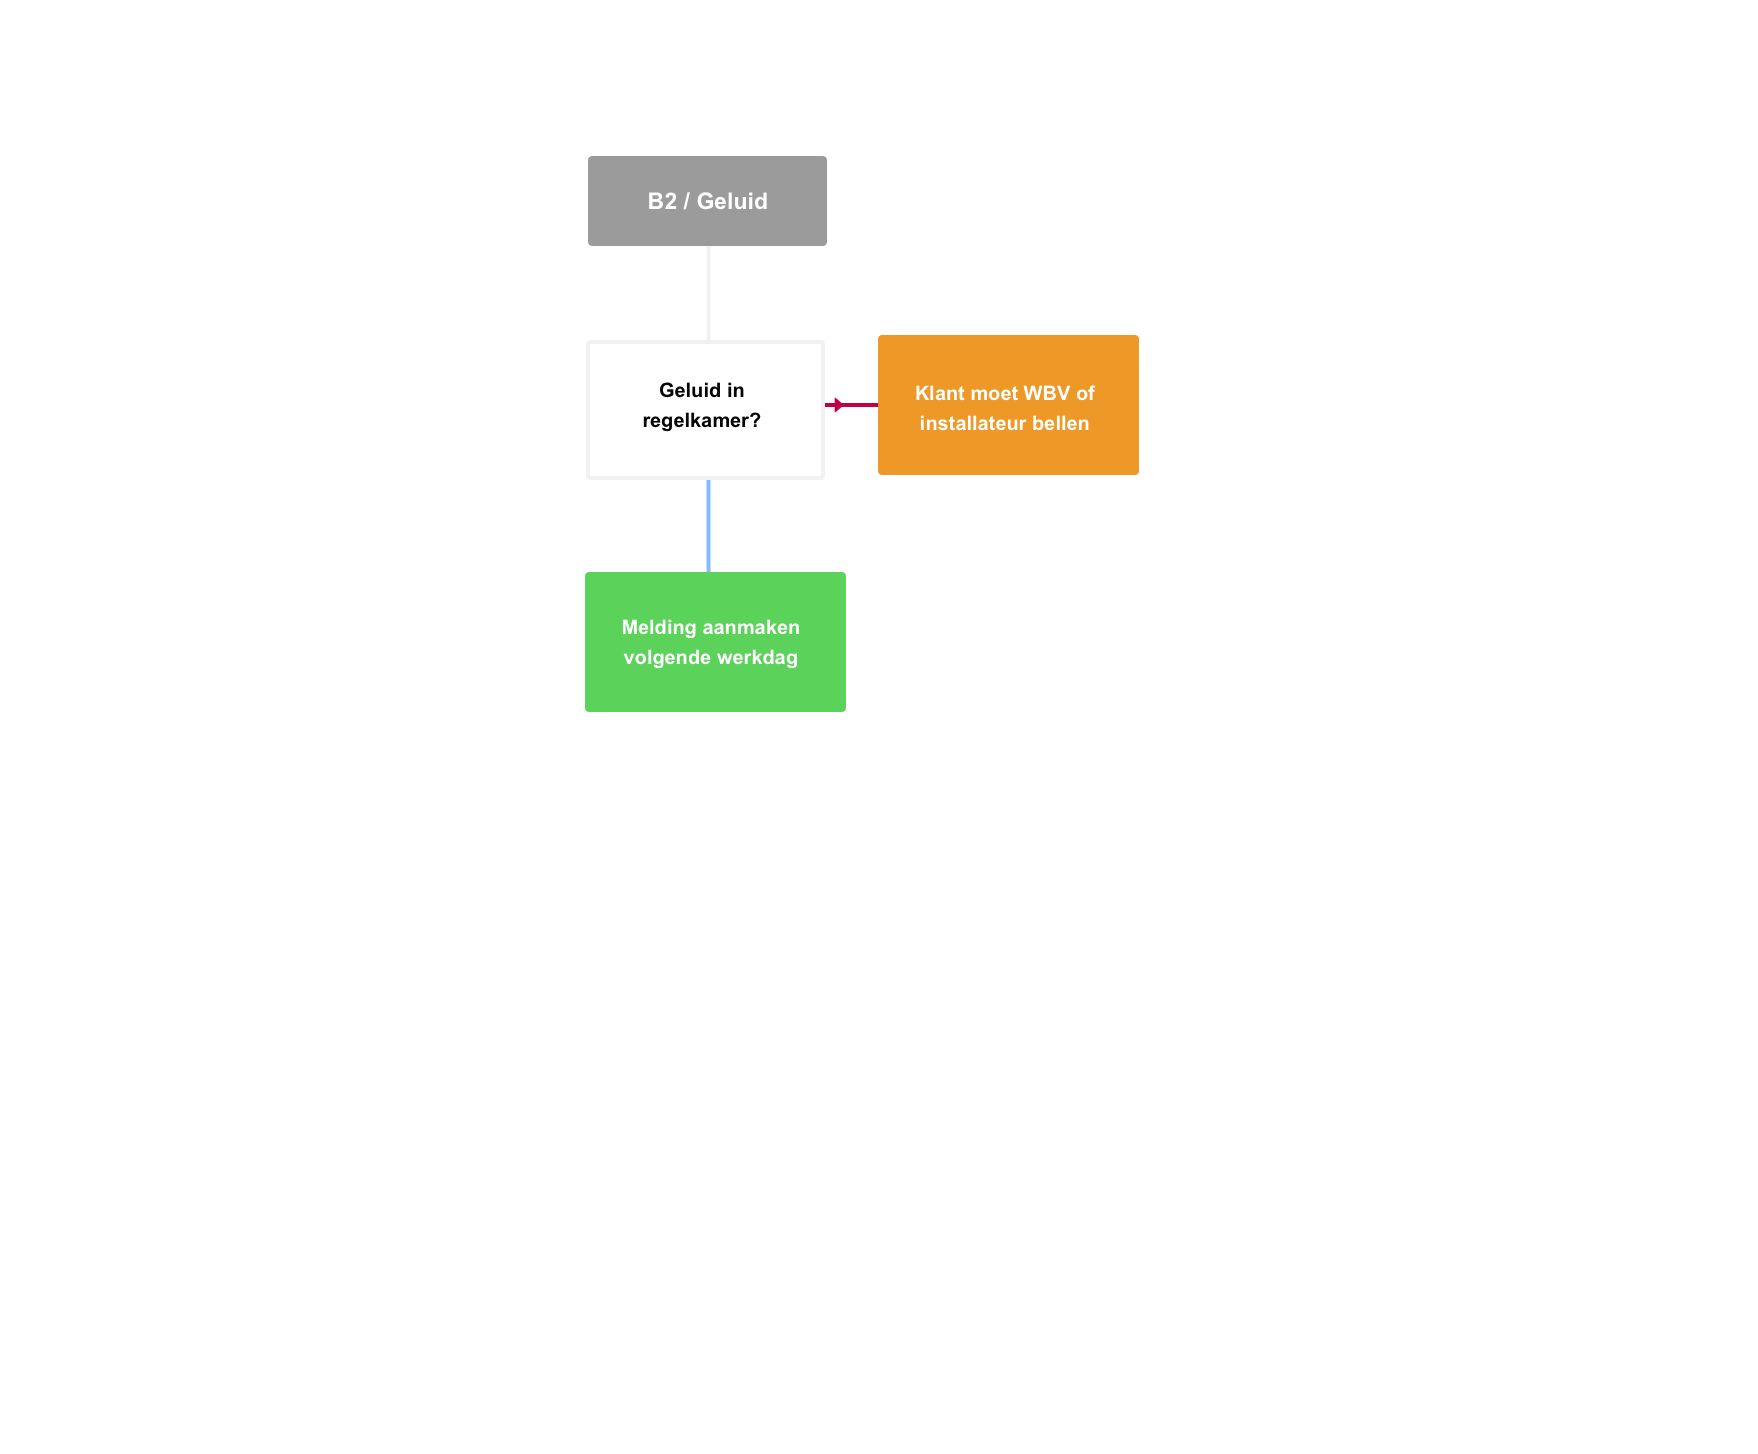 B2 / Geluid
Geluid in
regelkamer?
Klant moet WBV of
installateur bellen
Melding aanmaken
volgende werkdag